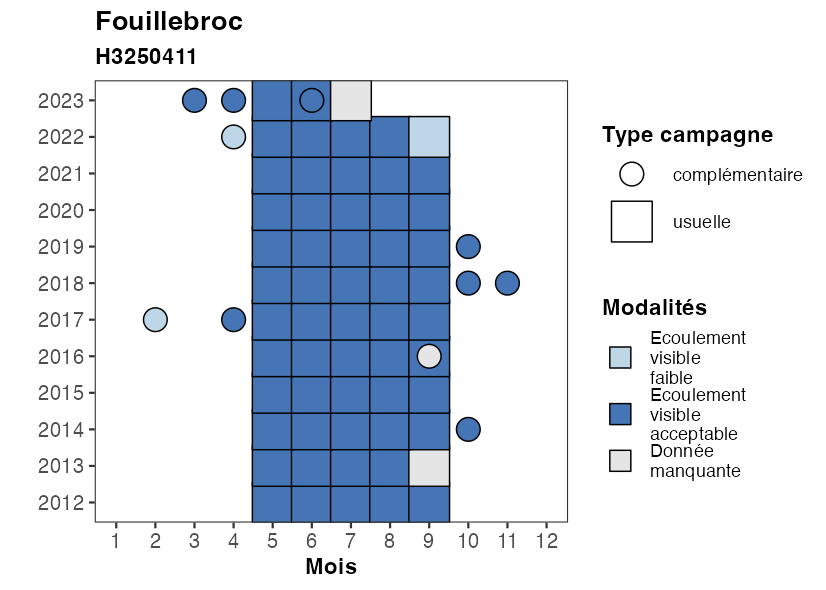 Fouillebroc
H3250411
2023
2022
2021
2020
2019
2018
2017
2016
2015
2014
2013
2012
1 2 3 4 5 6 7 8 9 10 11 12
Mois
Type campagne
complémentaire
usuelle
Modalités
Ecoulement
visible
faible
Ecoulement
visible
acceptable
Donnée
manquante